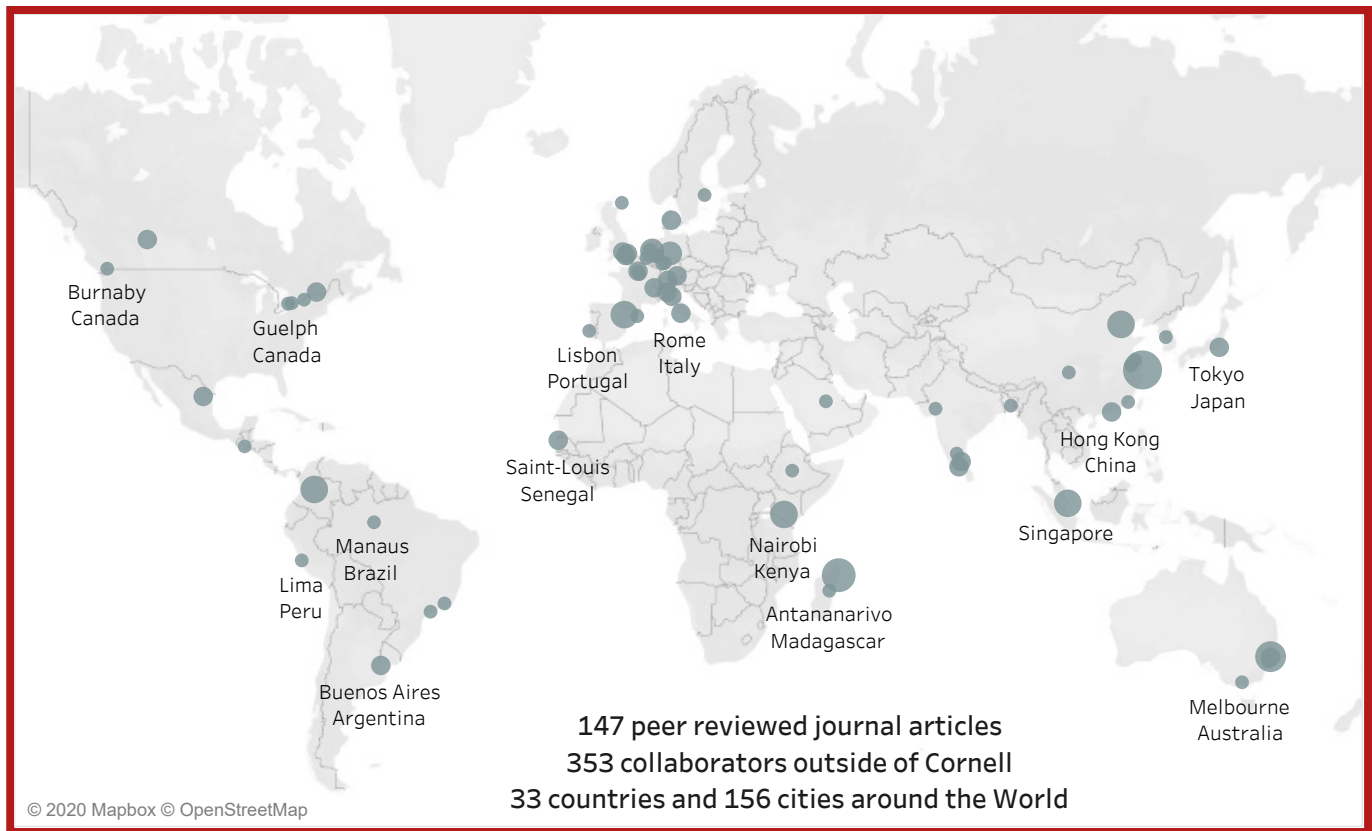 Burnaby
Canada
Guelph
Canada
Lisbon
Portugal
Rome
Italy
Tokyo
Japan
Hong Kong
China
Saint-Louis
Senegal
Singapore
Nairobi
Kenya
Manaus
Brazil
Lima
Peru
Antananarivo
Madagascar
Buenos Aires
Argentina
Melbourne
Australia
147 peer reviewed journal articles
353 collaborators outside of Cornell
33 countries and 156 cities around the World
© 2020 Mapbox © OpenStreetMap